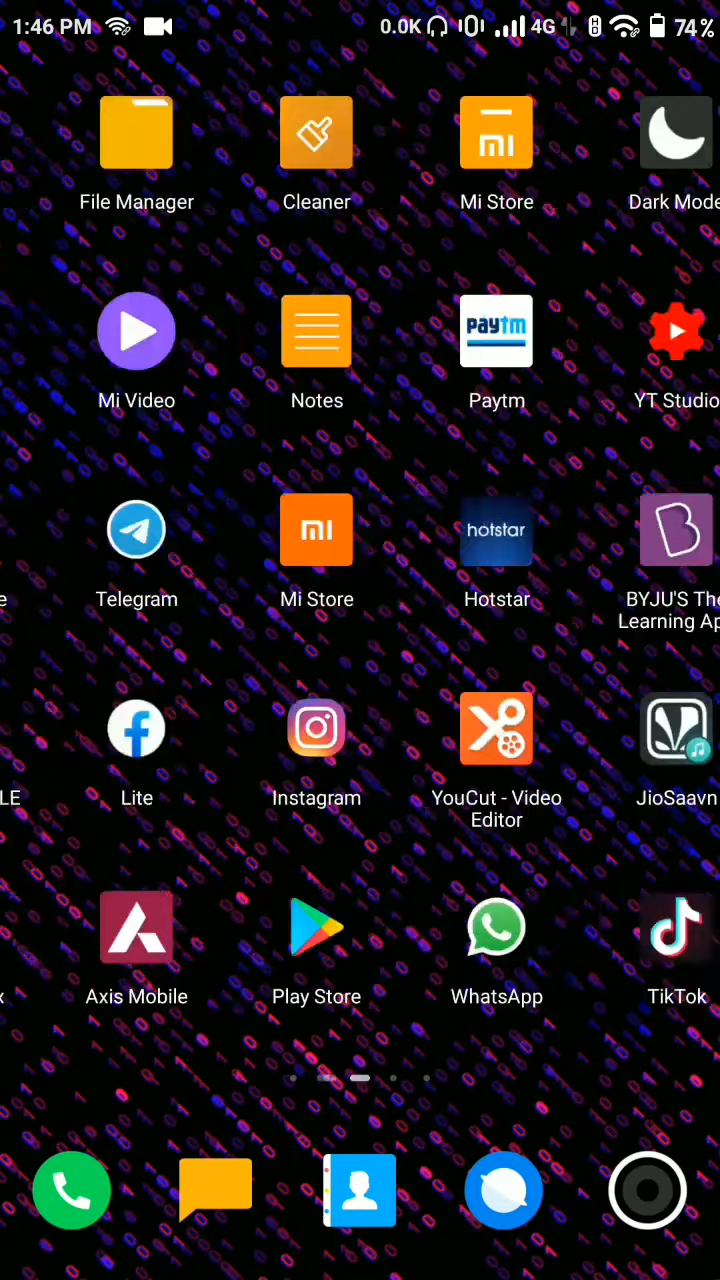 1:46 PM 0.0K 4G 74%
File Manager Cleaner Mi Store Dark Mode
Mi Video Notes Paytm YT Studio
Telegram Mi Store Hotstar BYJU'S The
Learning Ap
e
paytm
mi
hotstar
LE Lite Instagram YouCut - Video JioSaavn
Editor
x Axis Mobile Play Store WhatsApp TikTok